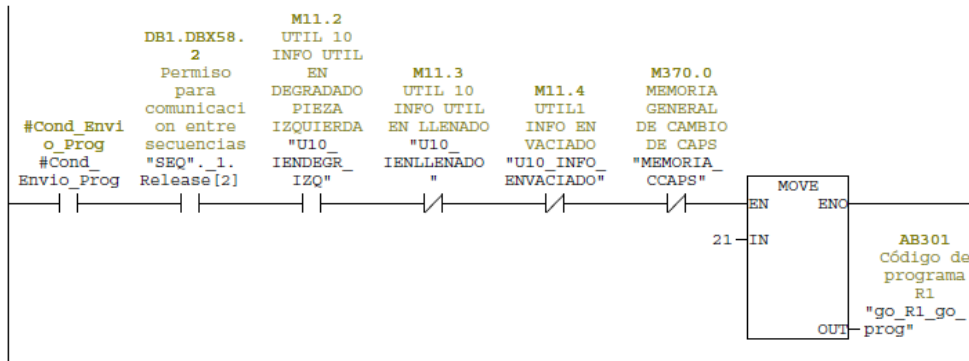 #Cond_Envi
o_Prog
#Cond_
Envio_Prog
DB1.DBX58.
2
Permiso
para
comunicaci
on entre
secuencias
"SEQ"._1.
Release[2]
M11.2
UTIL 10
INFO UTIL
EN
DEGRADADO
PIEZA
IZQUIERDA
"U10_
IENDEGR_
IZQ"
M11.3
UTIL 10
INFO UTIL
EN LLENADO
"U10_
IENLLENADO
"
M11.4
UTIL1
INFO EN
VACIADO
"U10_INFO_
ENVACIADO"
M370.0
MEMORIA
GENERAL
DE CAMBIO
DE CAPS
"MEMORIA_
CCAPS"
MOVE
EN ENO
21 IN
OUT
AB301
Código de
programa
R1
"go_R1_go_
prog"